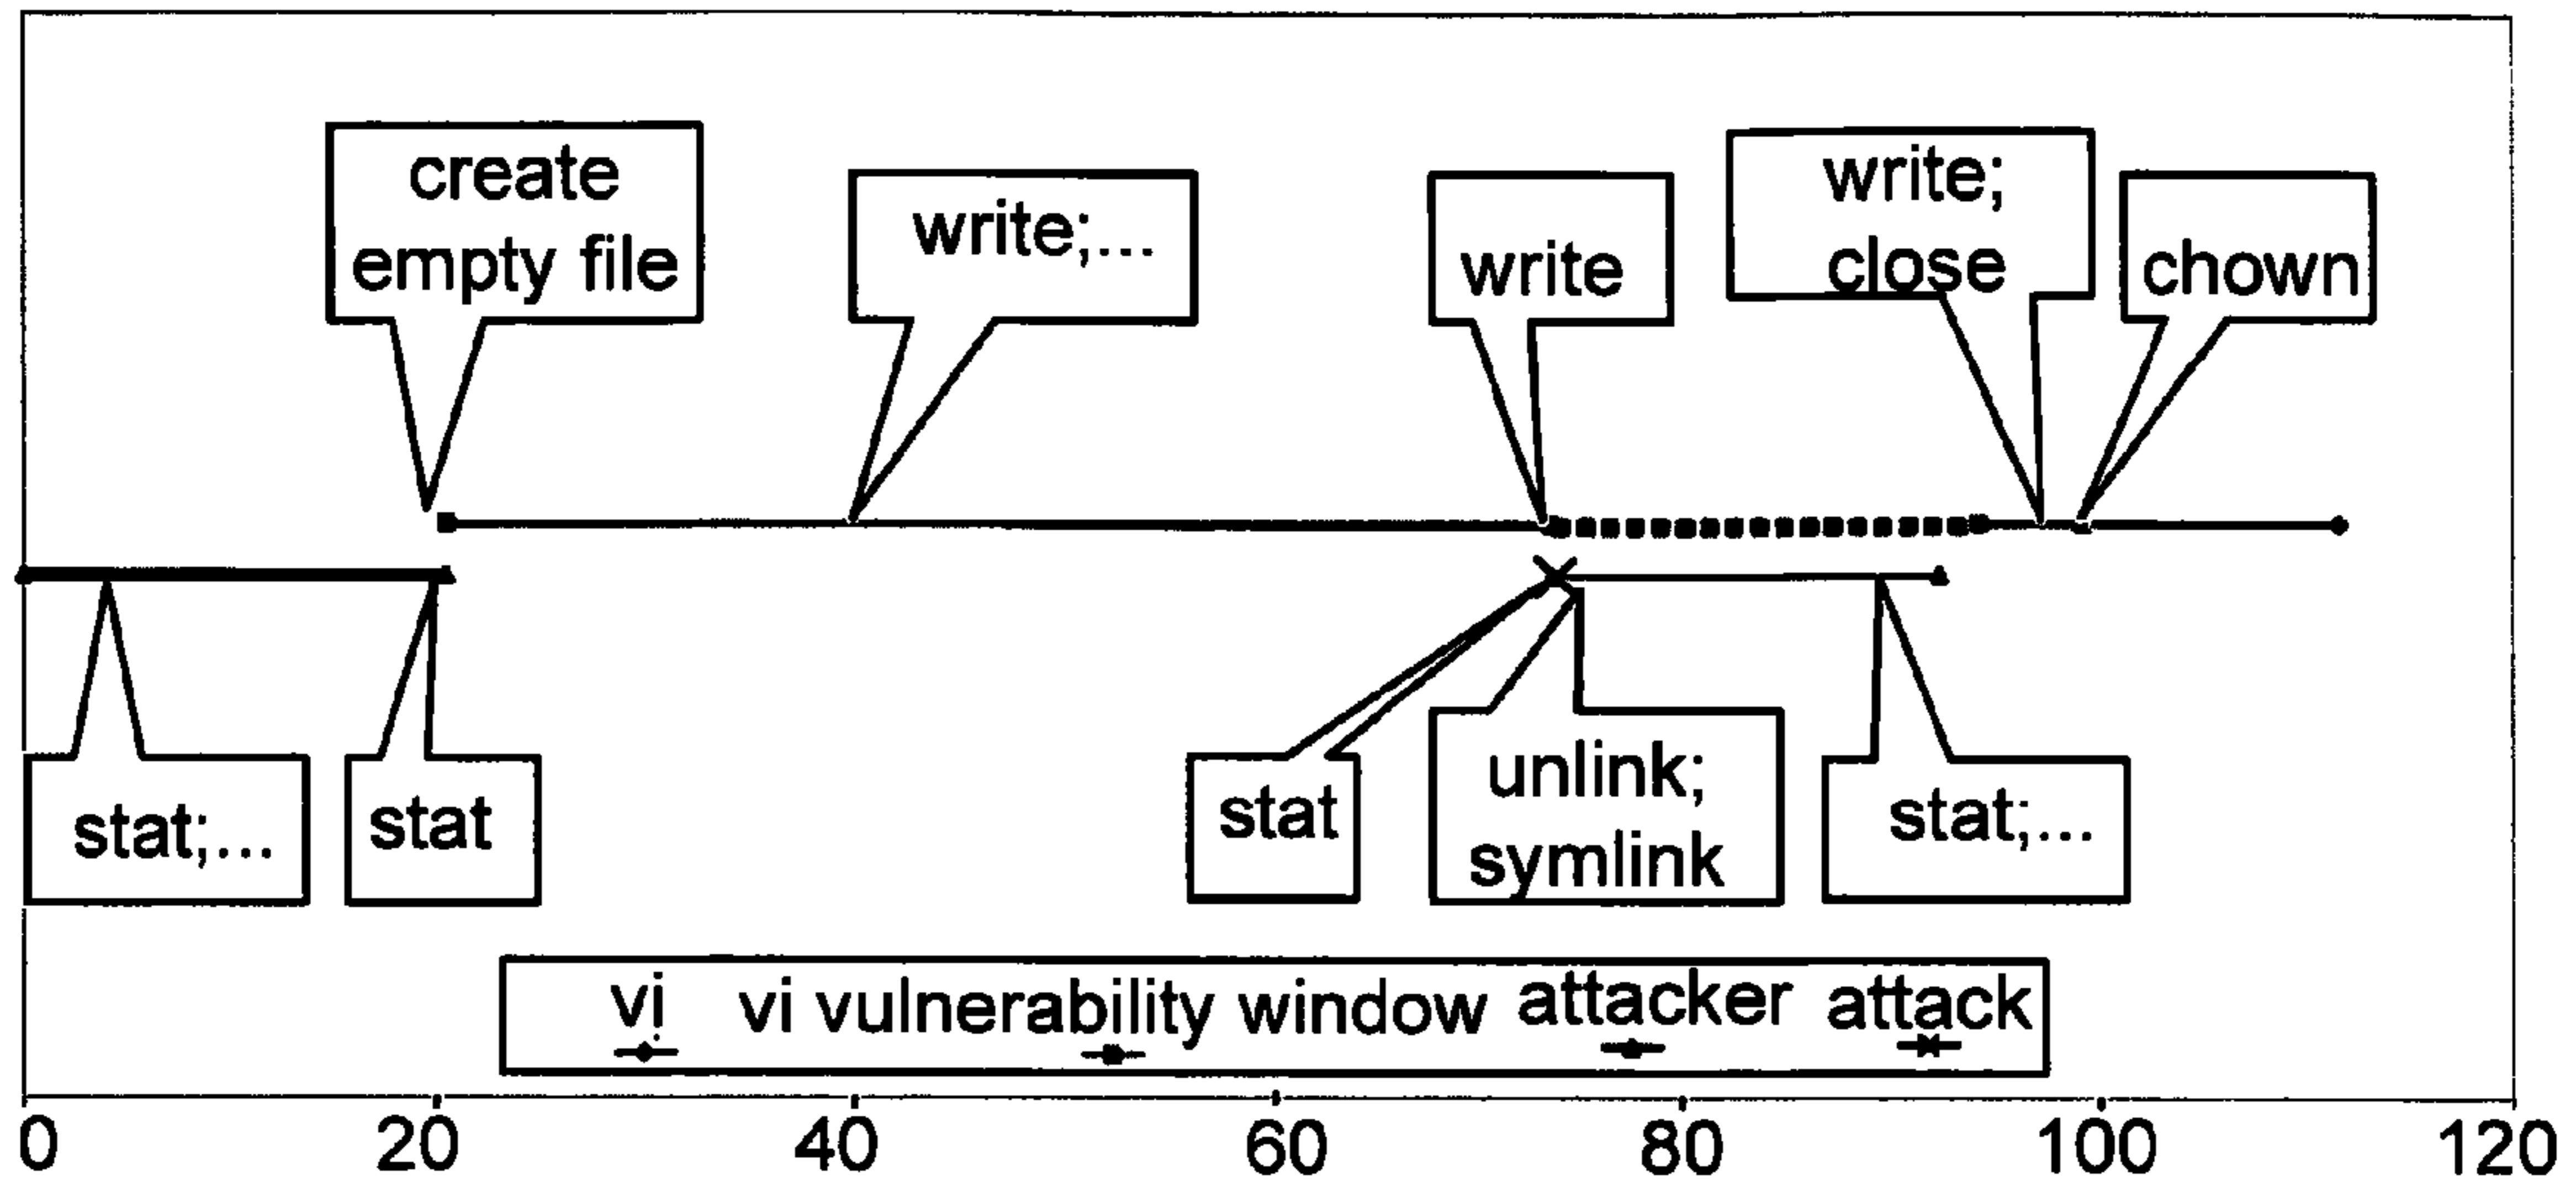 create
empty file
write;...
write
write;
close
chown
stat;...
stat
stat
unlink;
symlink
stat;...
vi
vi vulnerability window
attacker
attack
0
20
40
60
80
100
120